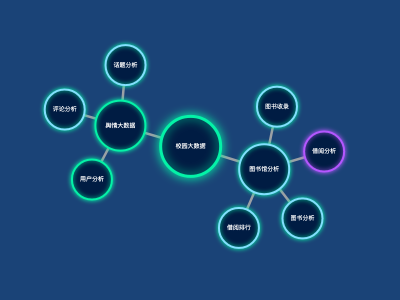 话题分析
评论分析
舆情大数据
用户分析
校园大数据
图书收录
借阅分析
图书馆分析
图书分析
借阅排行